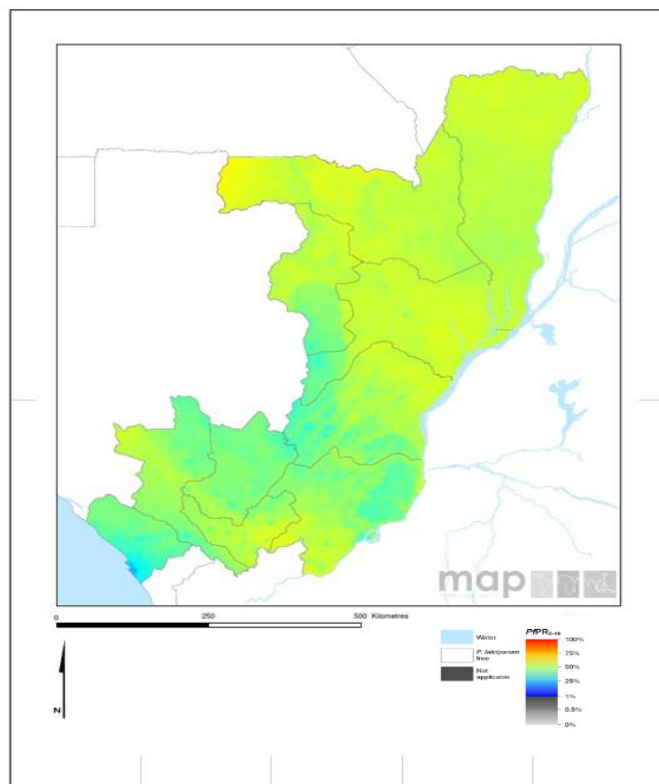 map
0 250 500 Kilometres
N
Water
P. falciparum
free
Not
applicable
PfPR2-10
100%
75%
50%
25%
1%
0.5%
0%